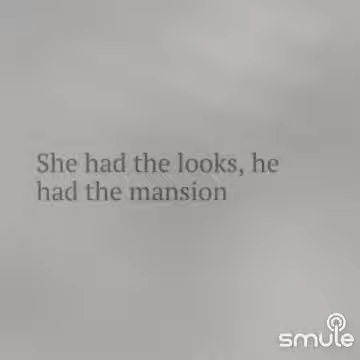 She had the looks, he
had the mansion
smule